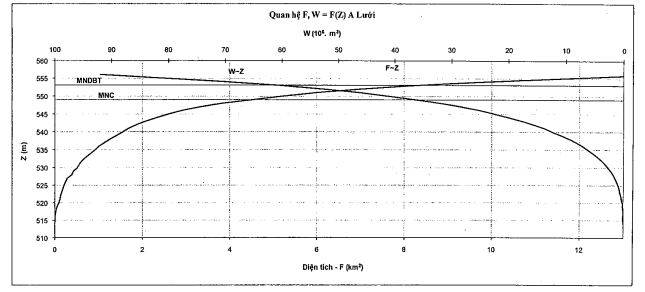 Quan hệ F, W = F(Z) A Lưới
W (10⁶. m³)
100 90 80 70 60 50 40 30 20 10 0
560
555
550
545
540
535
530
525
520
515
510
Z (m)
W~Z F~Z
MNDBT
MNC
0 2 4 6 8 10 12
Diện tích - F (km²)